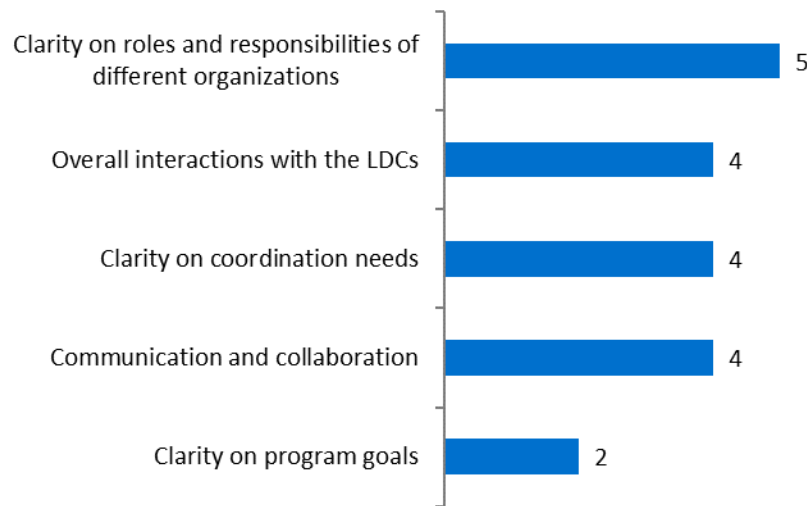 Clarity on roles and responsibilities of
different organizations
5
Overall interactions with the LDCs
4
Clarity on coordination needs
4
Communication and collaboration
4
Clarity on program goals
2